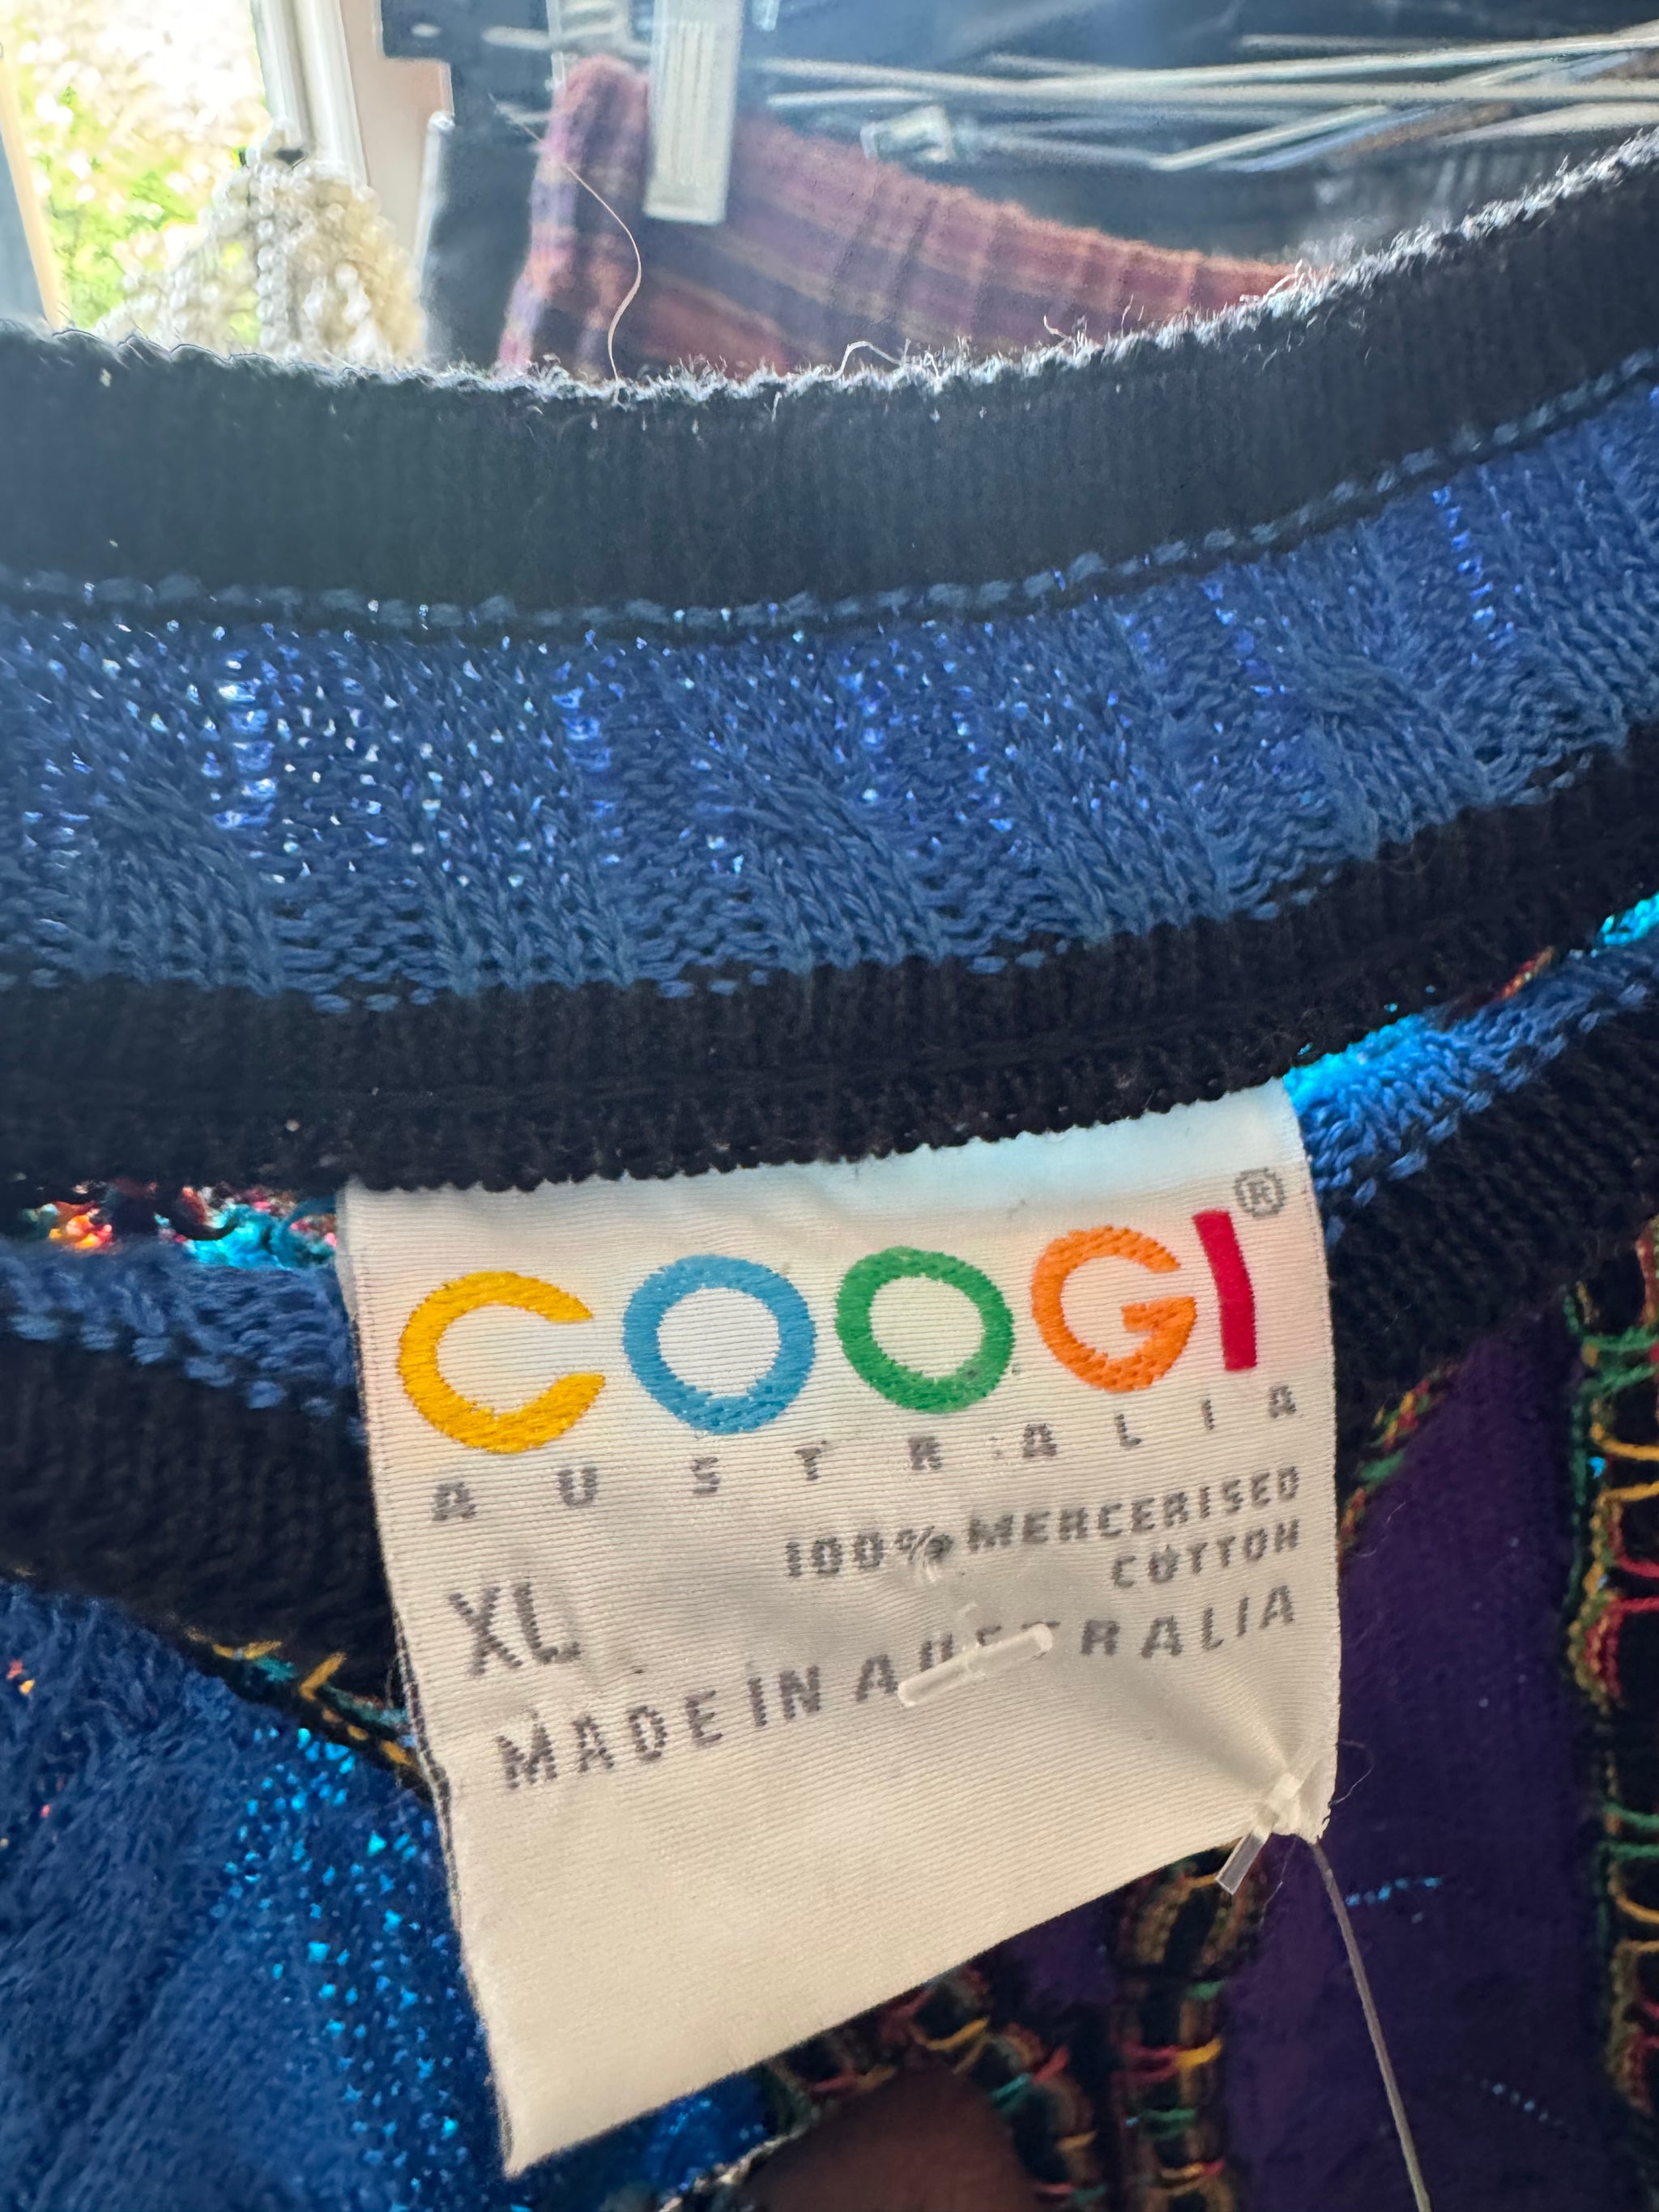 COOGI®
AUSTRALIA
100% MERCERISED
COTTON
XL
MADE IN AUSTRALIA